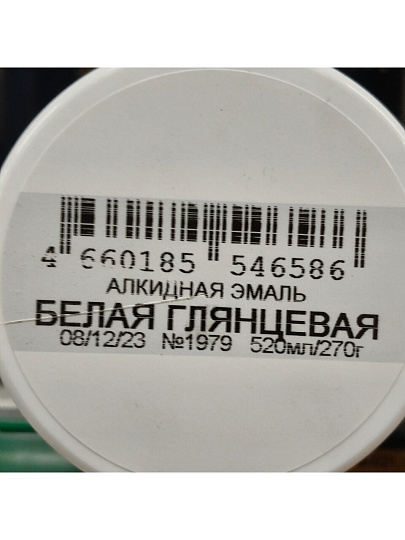 4 660185 546586
АЛКИДНАЯ ЭМАЛЬ
БЕЛАЯ ГЛЯНЦЕВАЯ
08/12/23 №1979 520мл/270г